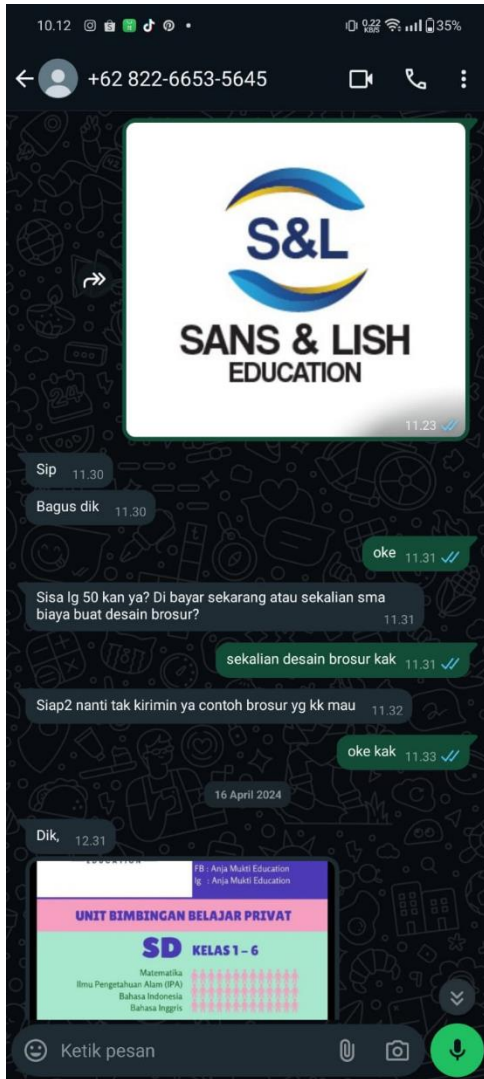 10.12
0.22 KB/S 35%
+62 822-6653-5645
S&L
SANS & LISH
EDUCATION
11.23
Sip 11.30
Bagus dik 11.30
oke 11.31
Sisa lg 50 kan ya? Di bayar sekarang atau sekalian sma
biaya buat desain brosur?
11.31
sekalian desain brosur kak 11.31
Siap2 nanti tak kirimin ya contoh brosur yg kk mau 11.32
oke kak 11.33
16 April 2024
Dik, 12.31
EDUCATION
FB : Anja Mukti Education
Ig : Anja Mukti Education
UNIT BIMBINGAN BELAJAR PRIVAT
SD KELAS 1 - 6
Matematika
Ilmu Pengetahuan Alam (IPA)
Bahasa Indonesia
Bahasa Inggris
Ketik pesan